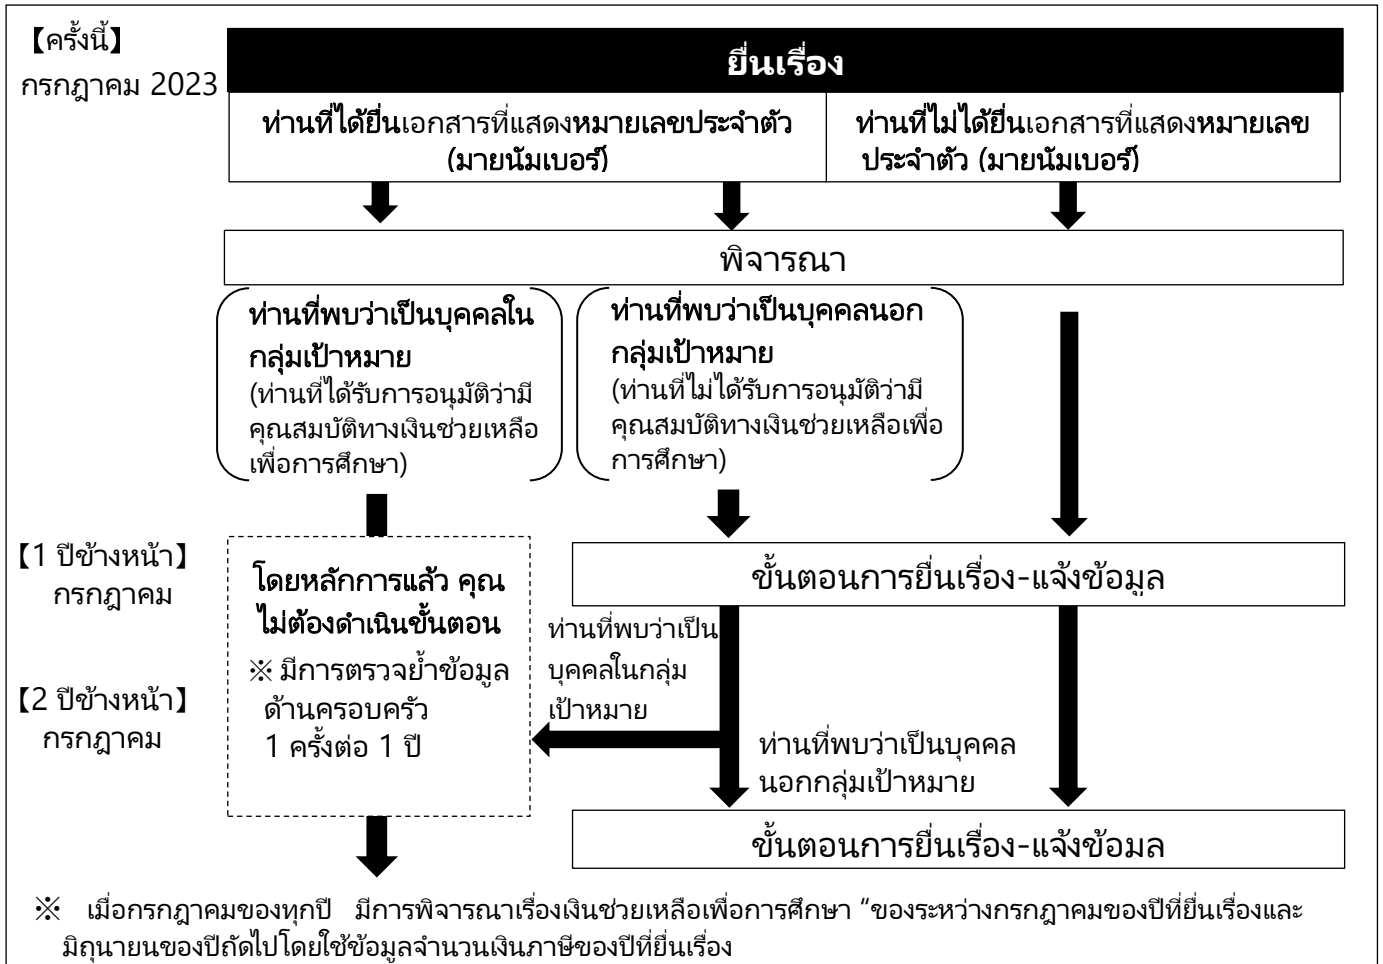 【ครั้งนี้】
กรกฎาคม 2023
ยื่นเรื่อง
ท่านที่ได้ยื่นเอกสารที่แสดงหมายเลขประจำตัว
(มายนัมเบอร์)
ท่านที่ไม่ได้ยื่นเอกสารที่แสดงหมายเลข
ประจำตัว (มายนัมเบอร์)
พิจารณา
ท่านที่พบว่าเป็นบุคคลใน
กลุ่มเป้าหมาย
(ท่านที่ได้รับการอนุมัติว่ามี
คุณสมบัติทางเงินช่วยเหลือ
เพื่อการศึกษา)
ท่านที่พบว่าเป็นบุคคลนอก
กลุ่มเป้าหมาย
(ท่านที่ไม่ได้รับการอนุมัติว่ามี
คุณสมบัติทางเงินช่วยเหลือเพื่อ
การศึกษา)
【1 ปีข้างหน้า】
กรกฎาคม
โดยหลักการแล้ว คุณ
ไม่ต้องดำเนินขั้นตอน
※ มีการตรวจย้ำข้อมูล
ด้านครอบครัว
1 ครั้งต่อ 1 ปี
ขั้นตอนการยื่นเรื่อง-แจ้งข้อมูล
ท่านที่พบว่าเป็น
บุคคลในกลุ่ม
เป้าหมาย
【2 ปีข้างหน้า】
กรกฎาคม
ท่านที่พบว่าเป็นบุคคล
นอกกลุ่มเป้าหมาย
ขั้นตอนการยื่นเรื่อง-แจ้งข้อมล
※ เมื่อกรกฎาคมของทุกปี มีการพิจารณาเรื่องเงินช่วยเหลือเพื่อการศึกษา “ของระหว่างกรกฎาคมของปีที่ยื่นเรื่องและ
มิถุนายนของปีถัดไปโดยใช้ข้อมูลจำนวนเงินภาษีของปีที่ยื่นเรื่อง